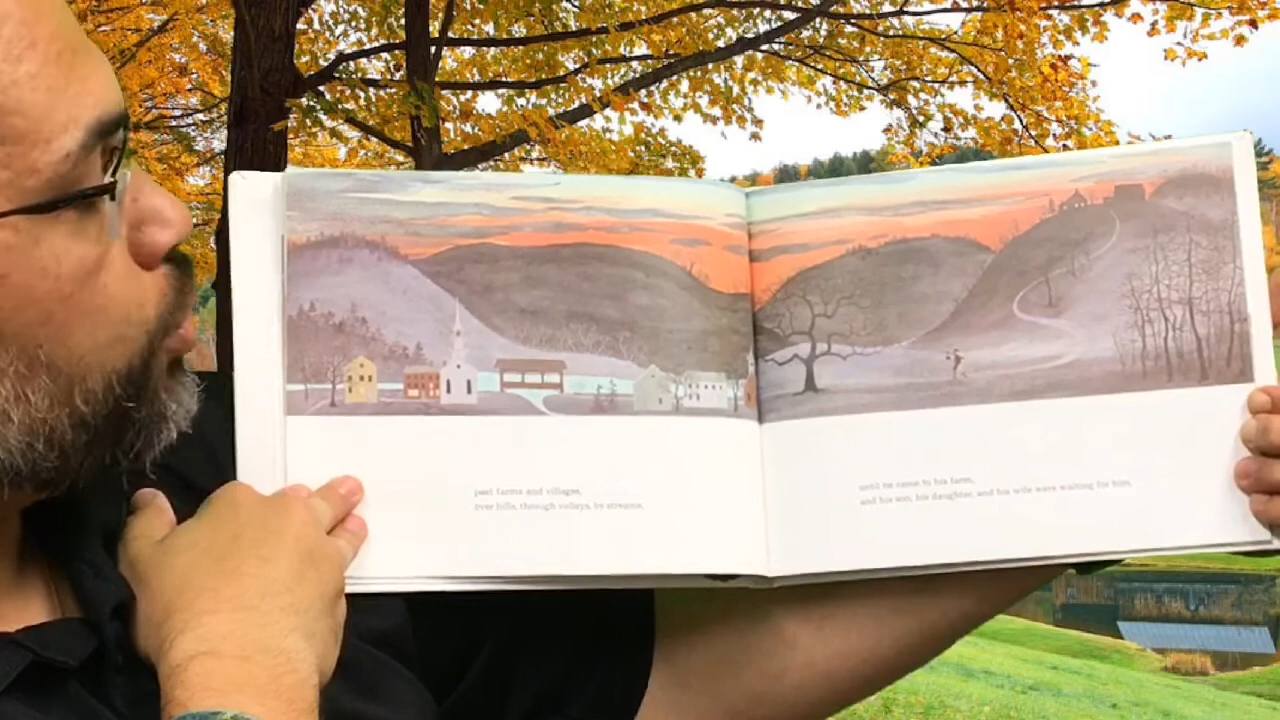 past farms and villages,
over hills, through valleys, by streams,
until he came to his farm,
and his son, his daughter, and his wife were waiting for him.